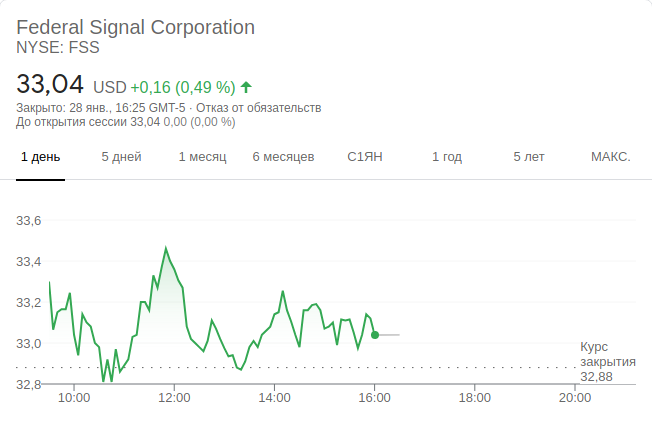 Federal Signal Corporation
NYSE: FSS
33,04 USD +0,16 (0,49 %)
Закрыто: 28 янв., 16:25 GMT-5 · Отказ от обязательств
До открытия сессии 33,04 0,00 (0,00 %)
1 день 5 дней 1 месяц 6 месяцев С1ЯН 1 год 5 лет МАКС.
33,6
33,4
33,2
33,0
Курс
закрытия
32,88
32,8
10:00 12:00 14:00 16:00 18:00 20:00